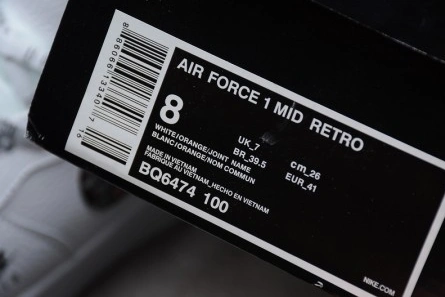 AIR FORCE 1 MID RETRO
8
UK_7 cm_26
BR_39.5 EUR_41
WHITE/ORANGE/JOINT NAME
BLANC/ORANGE/NOM COMMUN
MADE IN VIETNAM
FABRIQUE AU VIETNAM_HECHO EN VIETNAM
BQ6474 100
NIKE.COM